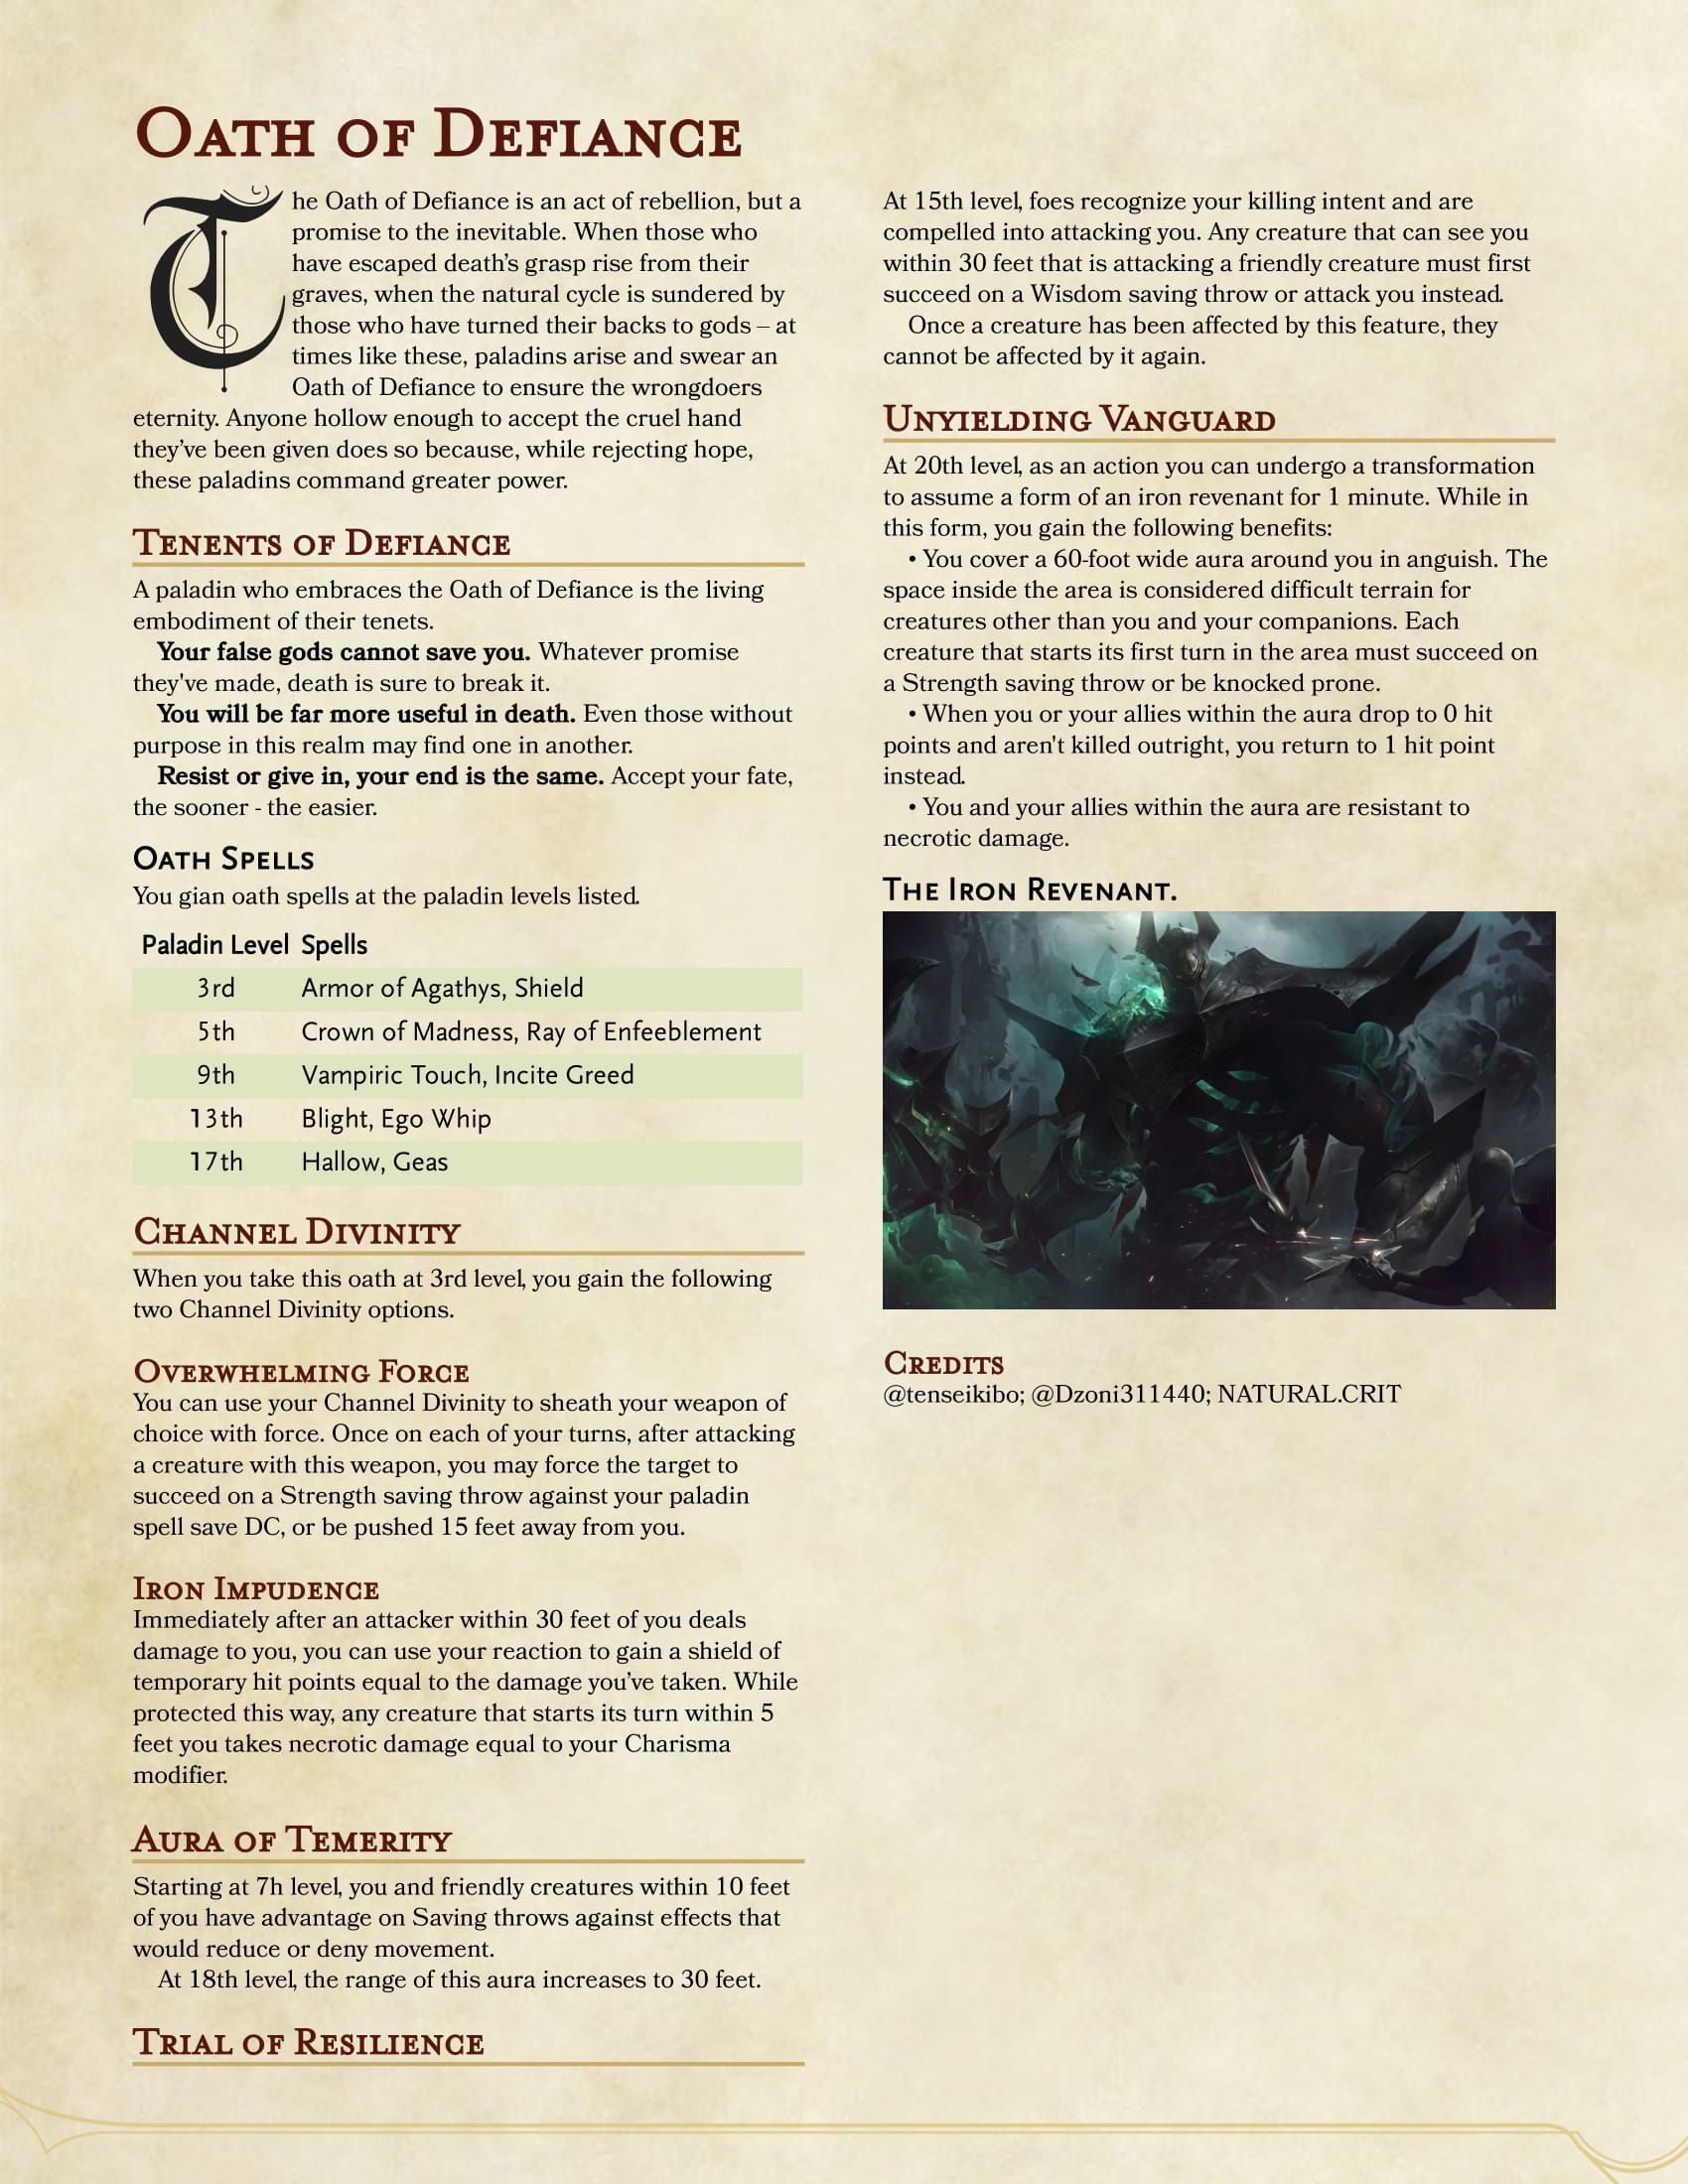 Oath of Defiance
The Oath of Defiance is an act of rebellion, but a
promise to the inevitable. When those who
have escaped death’s grasp rise from their
graves, when the natural cycle is sundered by
those who have turned their backs to gods – at
times like these, paladins arise and swear an
Oath of Defiance to ensure the wrongdoers
eternity. Anyone hollow enough to accept the cruel hand
they’ve been given does so because, while rejecting hope,
these paladins command greater power.
Tenents of Defiance
A paladin who embraces the Oath of Defiance is the living
embodiment of their tenets.
Your false gods cannot save you. Whatever promise
they've made, death is sure to break it.
You will be far more useful in death. Even those without
purpose in this realm may find one in another.
Resist or give in, your end is the same. Accept your fate,
the sooner - the easier.
Oath Spells
You gian oath spells at the paladin levels listed.
Paladin Level Spells
3rd Armor of Agathys, Shield
5th Crown of Madness, Ray of Enfeeblement
9th Vampiric Touch, Incite Greed
13th Blight, Ego Whip
17th Hallow, Geas
Channel Divinity
When you take this oath at 3rd level, you gain the following
two Channel Divinity options.
Overwhelming Force
You can use your Channel Divinity to sheath your weapon of
choice with force. Once on each of your turns, after attacking
a creature with this weapon, you may force the target to
succeed on a Strength saving throw against your paladin
spell save DC, or be pushed 15 feet away from you.
Iron Impudence
Immediately after an attacker within 30 feet of you deals
damage to you, you can use your reaction to gain a shield of
temporary hit points equal to the damage you’ve taken. While
protected this way, any creature that starts its turn within 5
feet you takes necrotic damage equal to your Charisma
modifier.
Aura of Temerity
Starting at 7h level, you and friendly creatures within 10 feet
of you have advantage on Saving throws against effects that
would reduce or deny movement.
At 18th level, the range of this aura increases to 30 feet.
Trial of Resilience
At 15th level, foes recognize your killing intent and are
compelled into attacking you. Any creature that can see you
within 30 feet that is attacking a friendly creature must first
succeed on a Wisdom saving throw or attack you instead.
Once a creature has been affected by this feature, they
cannot be affected by it again.
Unyielding Vanguard
At 20th level, as an action you can undergo a transformation
to assume a form of an iron revenant for 1 minute. While in
this form, you gain the following benefits:
• You cover a 60-foot wide aura around you in anguish. The
space inside the area is considered difficult terrain for
creatures other than you and your companions. Each
creature that starts its first turn in the area must succeed on
a Strength saving throw or be knocked prone.
• When you or your allies within the aura drop to 0 hit
points and aren't killed outright, you return to 1 hit point
instead.
• You and your allies within the aura are resistant to
necrotic damage.
The Iron Revenant.
Credits
@tenseikibo; @Dzoni311440; NATURAL.CRIT